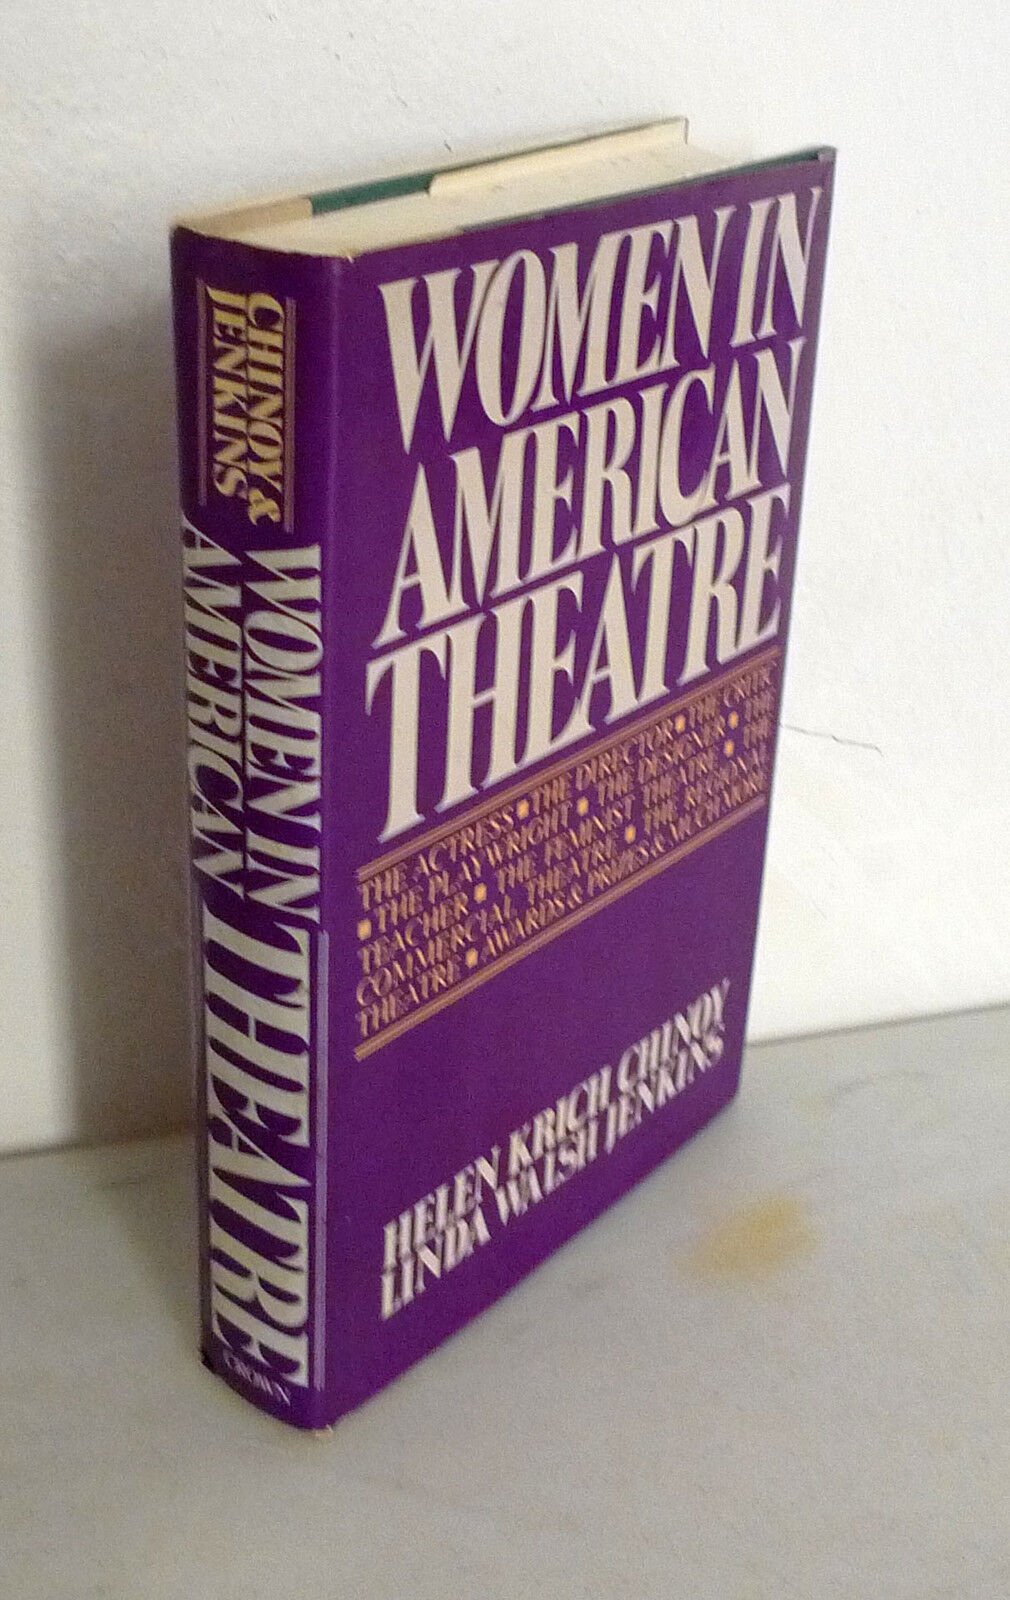 CHINOY &
JENKINS
WOMEN IN
AMERICAN
THEATRE
CROWN
WOMEN IN
AMERICAN
THEATRE
THE ACTRESS ▪ THE DIRECTOR ▪ THE CRITIC
▪ THE PLAYWRIGHT ▪ THE DESIGNER ▪ THE
TEACHER ▪ THE FEMINIST THEATRE ▪ THE
COMMERCIAL THEATRE ▪ THE REGIONAL
THEATRE ▪ AWARDS & PRIZES & MUCH MORE
HELEN KRICH CHINOY
LINDA WALSH JENKINS